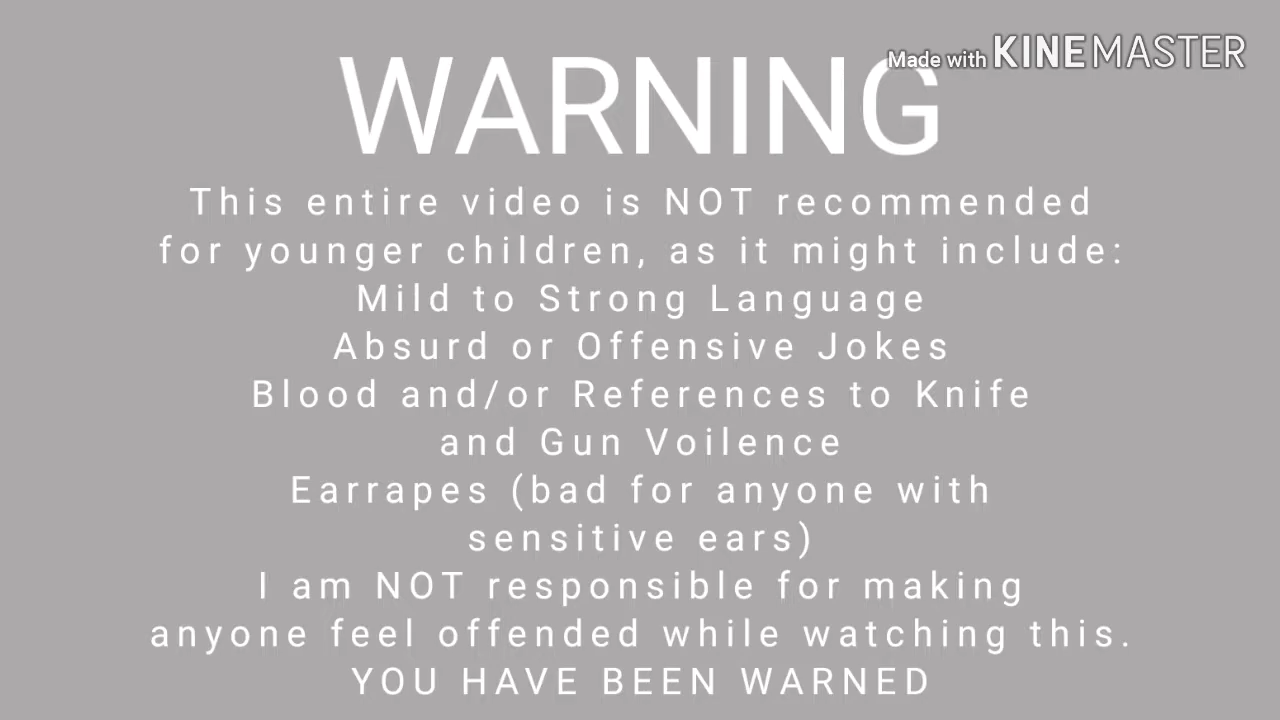 Made with KINEMASTER
WARNING
This entire video is NOT recommended
for younger children, as it might include:
Mild to Strong Language
Absurd or Offensive Jokes
Blood and/or References to Knife
and Gun Voilence
Earrapes (bad for anyone with
sensitive ears)
I am NOT responsible for making
anyone feel offended while watching this.
YOU HAVE BEEN WARNED